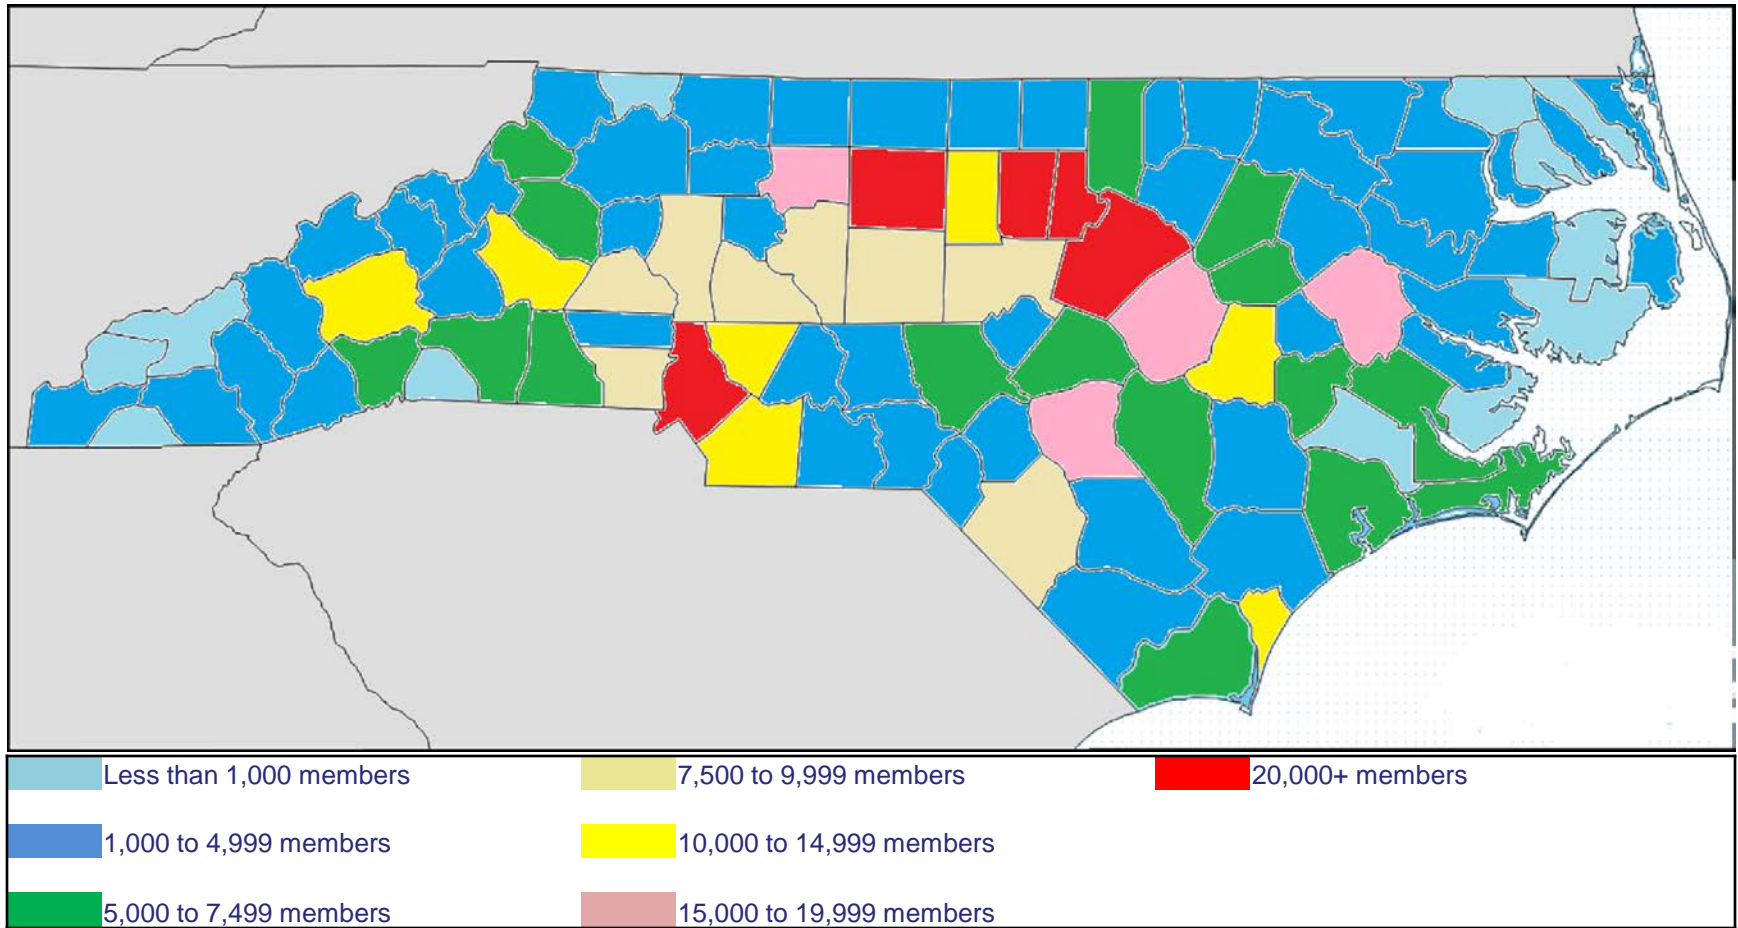 Less than 1,000 members
7,500 to 9,999 members
20,000+ members
1,000 to 4,999 members
10,000 to 14,999 members
5,000 to 7,499 members
15,000 to 19,999 members